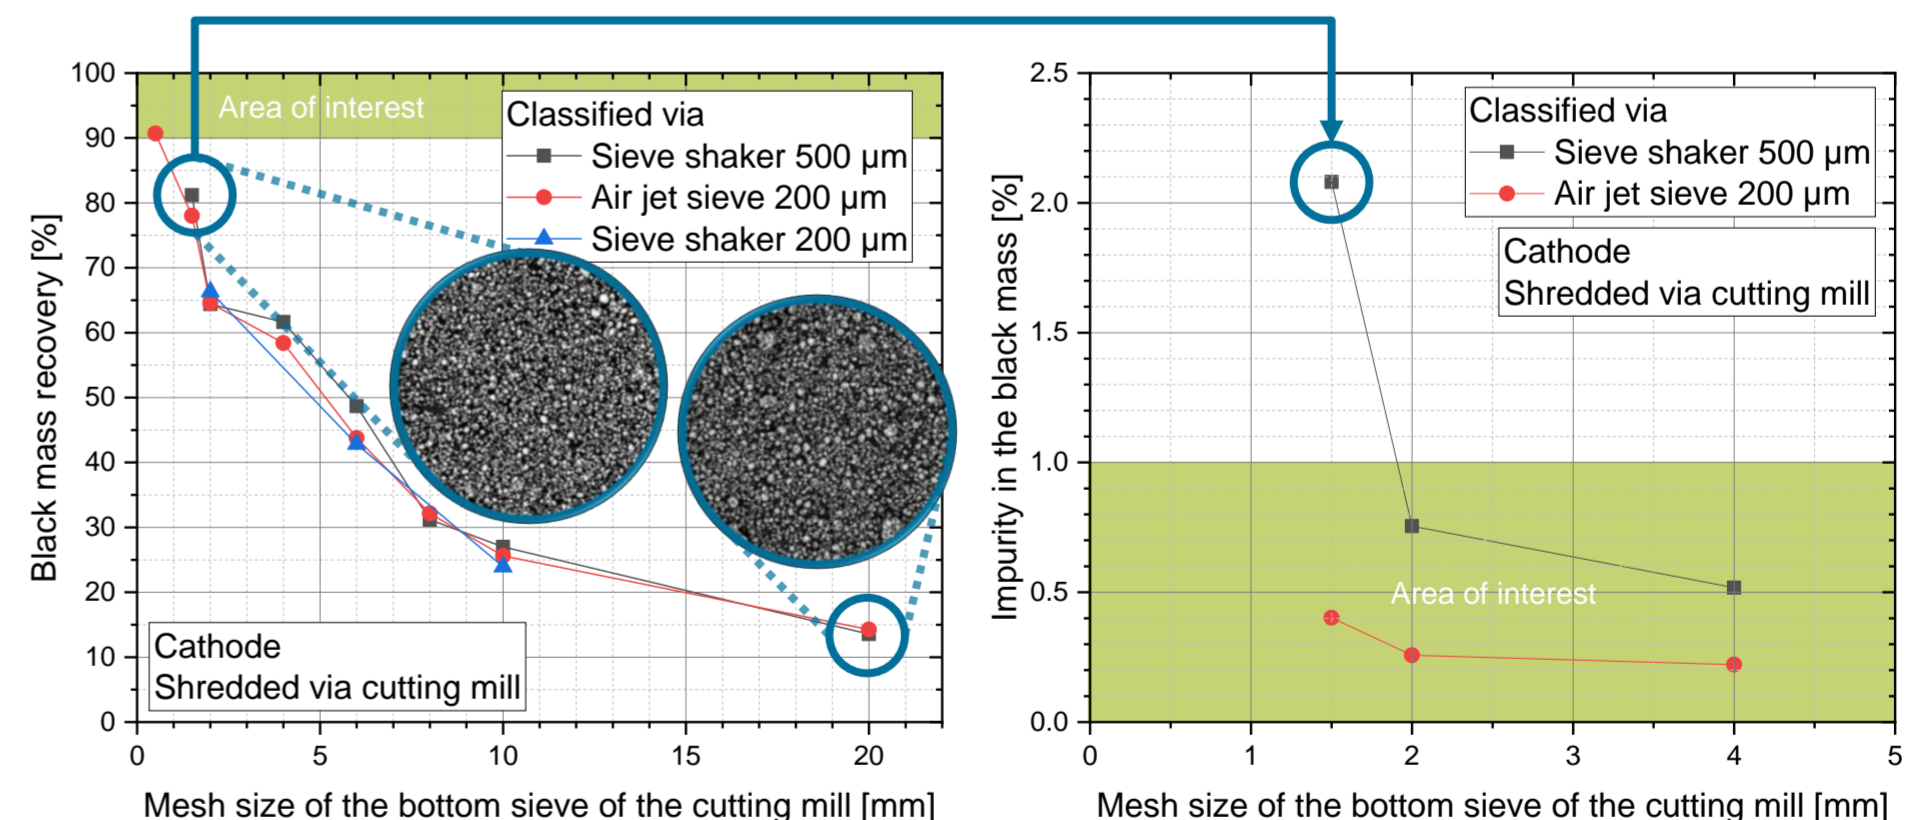 100
90
80
70
60
50
40
30
20
10
0
Black mass recovery [%]
Area of interest
Classified via
Sieve shaker 500 µm
Air jet sieve 200 µm
Sieve shaker 200 µm
Cathode
Shredded via cutting mill
0 5 10 15 20
Mesh size of the bottom sieve of the cutting mill [mm]
2.5
2.0
1.5
1.0
0.5
0.0
Impurity in the black mass [%]
Classified via
Sieve shaker 500 µm
Air jet sieve 200 µm
Cathode
Shredded via cutting mill
Area of interest
0 1 2 3 4 5
Mesh size of the bottom sieve of the cutting mill [mm]